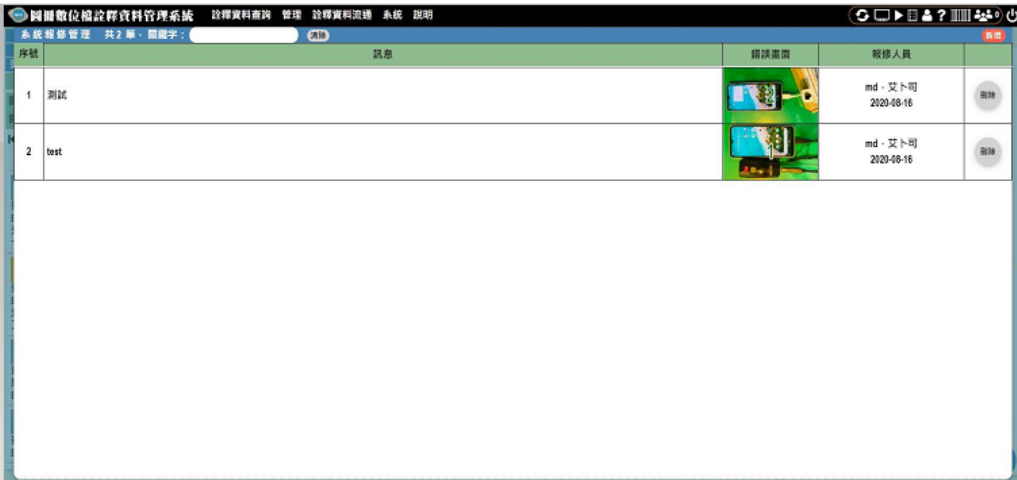 圖冊數位檔詮釋資料管理系統 詮釋資料查詢 管理 詮釋資料流通 系統 說明
系統報修管理 共2筆 · 關鍵字： 清除 新增
序號 訊息 錯誤畫面 報修人員
1 測試 md · 艾卜司 2020-08-16 刪除
2 test md · 艾卜司 2020-08-16 刪除